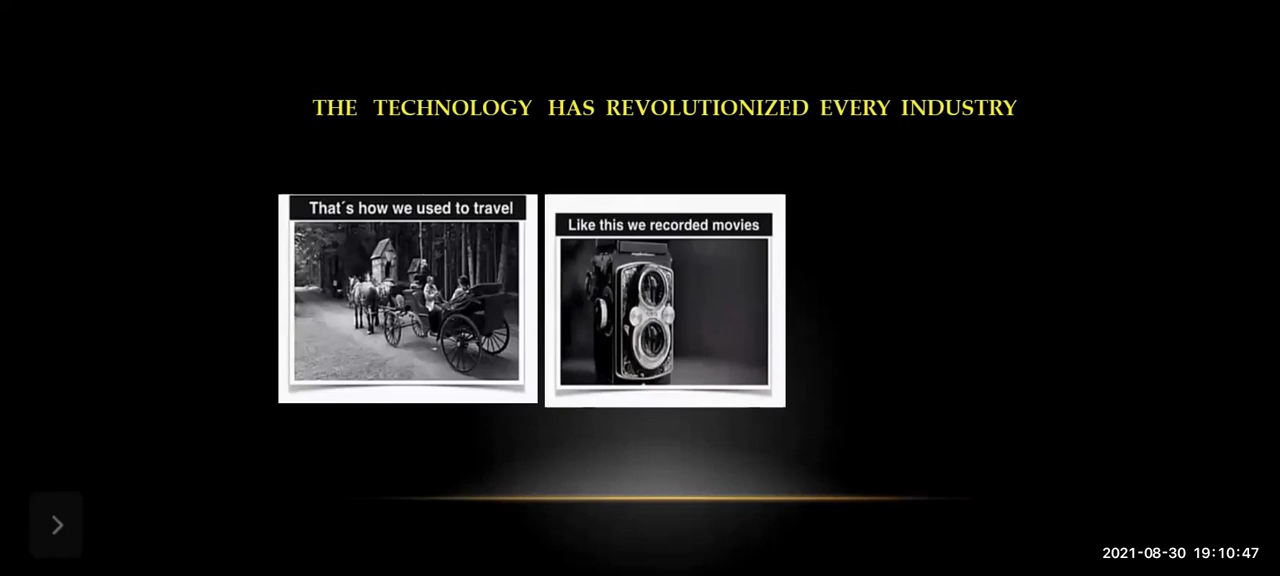 THE TECHNOLOGY HAS REVOLUTIONIZED EVERY INDUSTRY
That´s how we used to travel
Like this we recorded movies
2021-08-30 19:10:47